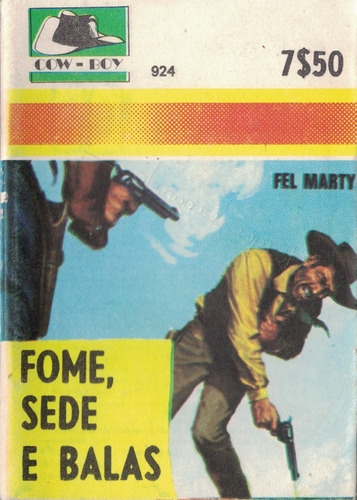 COW-BOY
924
7$50
FEL MARTY
FOME,
SEDE
E BALAS